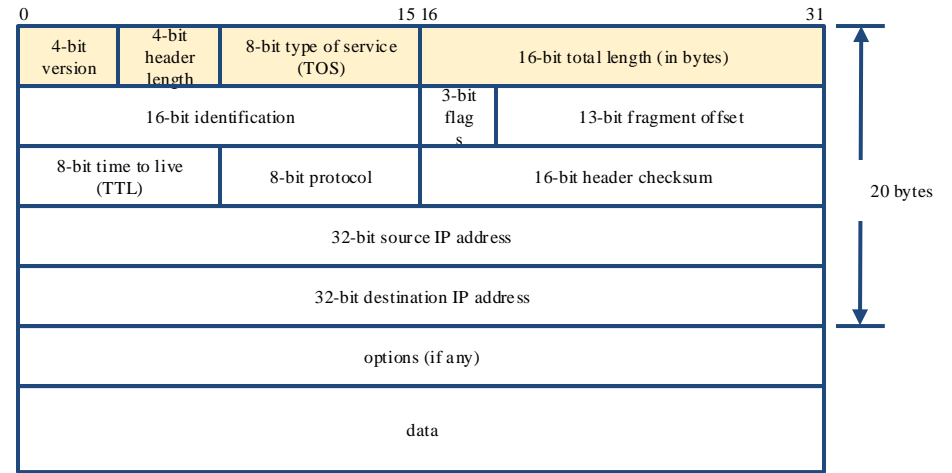 0 15 16 31
4-bit
version
4-bit
header
length
8-bit type of service
(TOS)
16-bit total length (in bytes)
16-bit identification
3-bit
flag
s
13-bit fragment offset
8-bit time to live
(TTL)
8-bit protocol
16-bit header checksum
20 bytes
32-bit source IP address
32-bit destination IP address
options (if any)
data